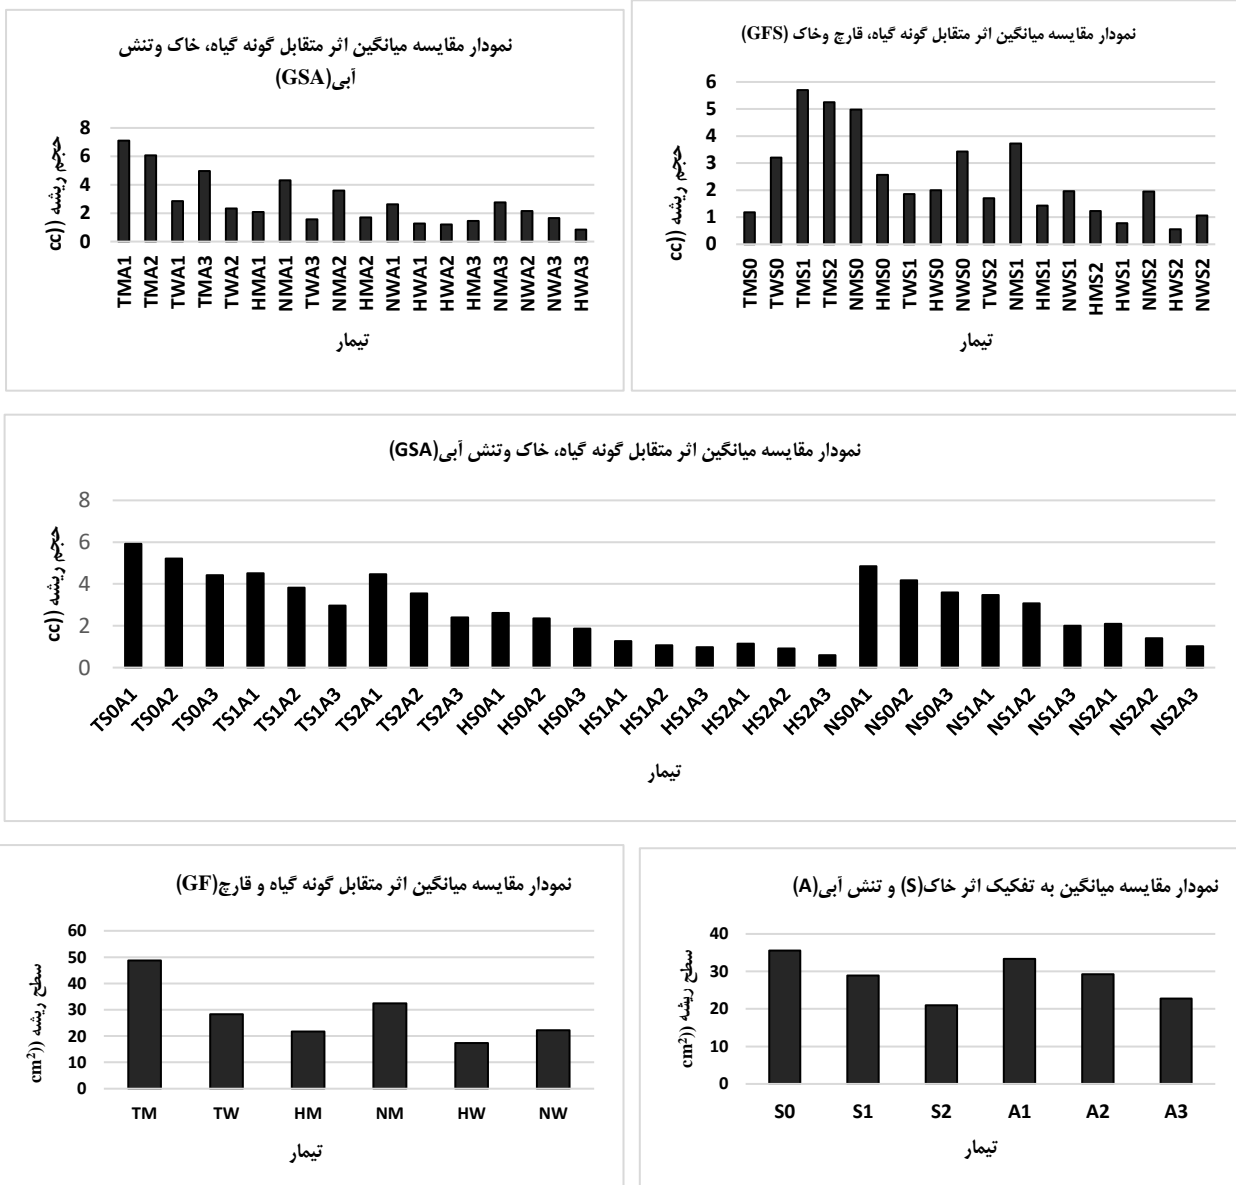 نمودار مقایسه میانگین اثر متقابل گونه گیاه، خاک وتنش
آبی(GSA)
8
6
4
2
0
حجم ریشه ((cc
TMA1 TMA2 TWA1 TMA3 TWA2 HMA1 NMA1 TWA3 NMA2 HMA2 NWA1 HWA1 HWA2 HMA3 NMA3 NWA2 NWA3 HWA3
تیمار
نمودار مقایسه میانگین اثر متقابل گونه گیاه، قارچ وخاک (GFS)
6
5
4
3
2
1
0
حجم ریشه ((cc
TMS0 TWS0 TMS1 TMS2 NMS0 HMS0 TWS1 HWS0 NWS0 TWS2 NMS1 HMS1 NWS1 HMS2 HWS1 NMS2 HWS2 NWS2
تیمار
نمودار مقایسه میانگین اثر متقابل گونه گیاه، خاک وتنش آبی(GSA)
8
6
4
2
0
حجم ریشه ((cc
TS0A1 TS0A2 TS0A3 TS1A1 TS1A2 TS1A3 TS2A1 TS2A2 TS2A3 HS0A1 HS0A2 HS0A3 HS1A1 HS1A2 HS1A3 HS2A1 HS2A2 HS2A3 NS0A1 NS0A2 NS0A3 NS1A1 NS1A2 NS1A3 NS2A1 NS2A2 NS2A3
تیمار
نمودار مقایسه میانگین اثر متقابل گونه گیاه و قارچ(GF)
60
50
40
30
20
10
0
سطح ریشه ((cm²
TM TW HM NM HW NW
تیمار
نمودار مقایسه میانگین به تفکیک اثر خاک(S) و تنش آبی(A)
40
30
20
10
0
سطح ریشه ((cm²
S0 S1 S2 A1 A2 A3
تیمار